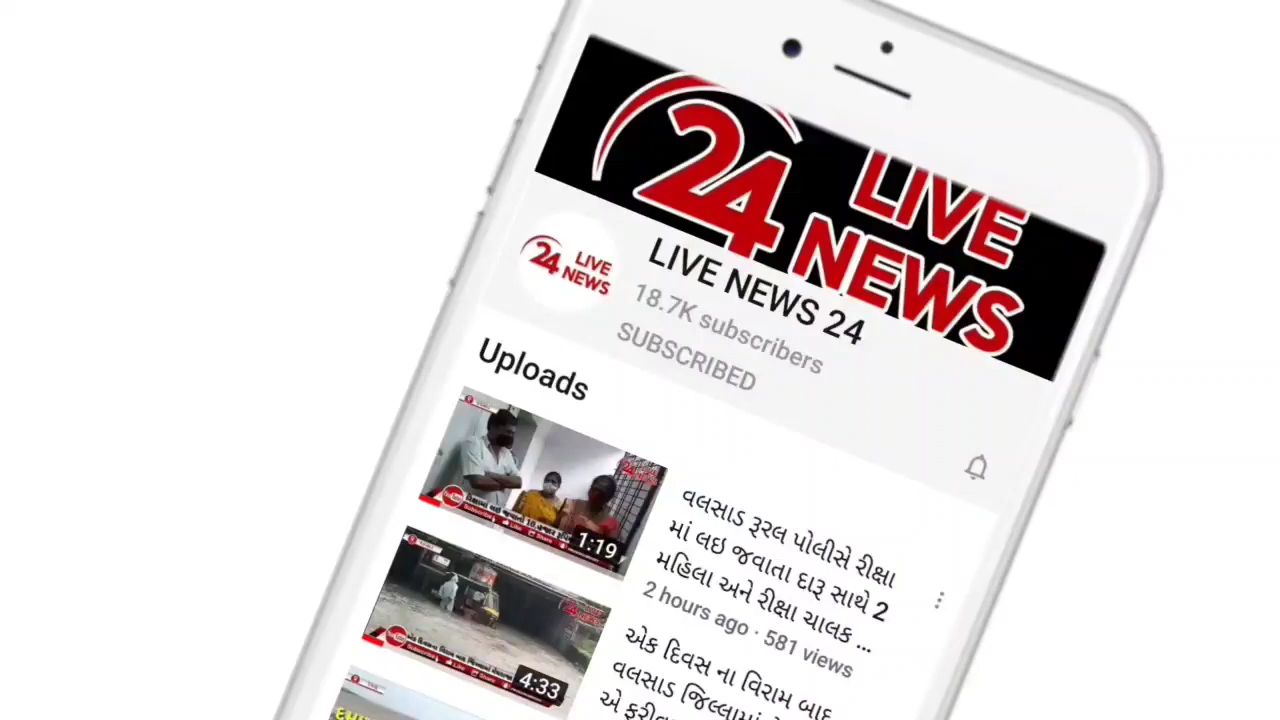 24 LIVE
NEWS
24 LIVE
NEWS
LIVE NEWS 24
18.7K subscribers
SUBSCRIBED
Uploads
1:19
વલસાડ રૂરલ પોલીસે રીક્ષા
માં લઇ જવાતા દારૂ સાથે 2
મહિલા અને રીક્ષા ચાલક ...
2 hours ago · 581 views
4:33
એક દિવસ ના વિરામ બાદ
વલસાડ જિલ્લામાં
એ ફરીવા